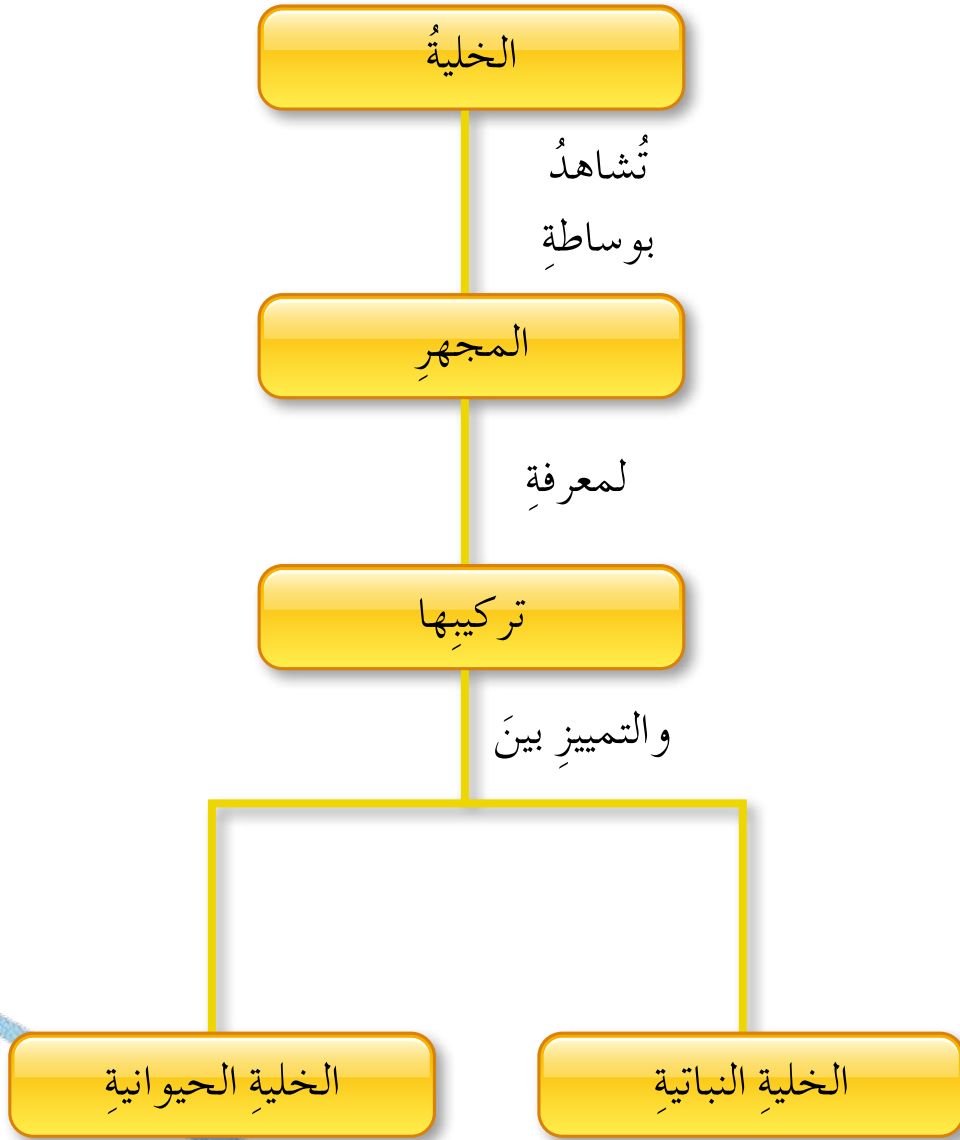 الخليةُ
تُشاهدُ
بوساطةِ
المجهرِ
لمعرفةِ
تركيبِها
والتمييزِ بينَ
الخليةِ النباتيةِ
الخليةِ الحيوانيةِ